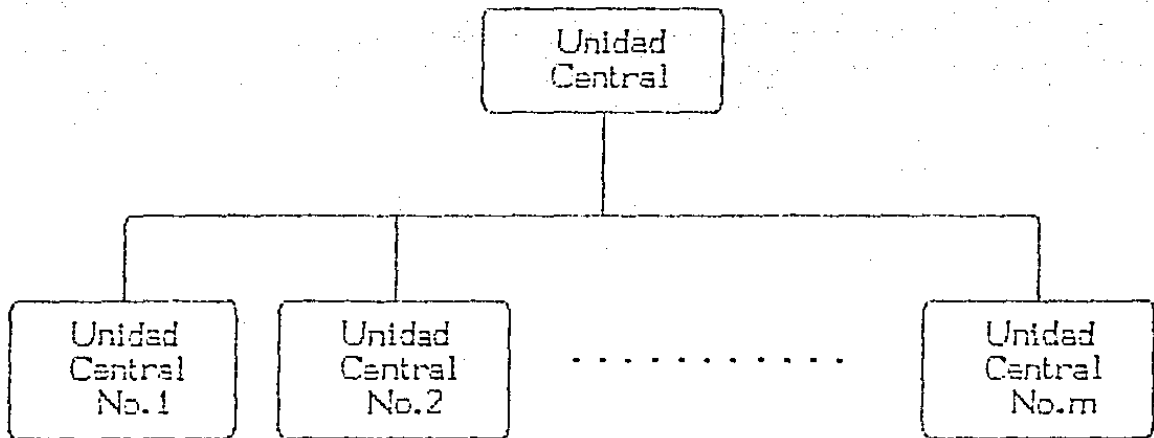 Unidad
Central
Unidad
Central
No.1
Unidad
Central
No.2
. . . . . . . . . . .
Unidad
Central
No.m